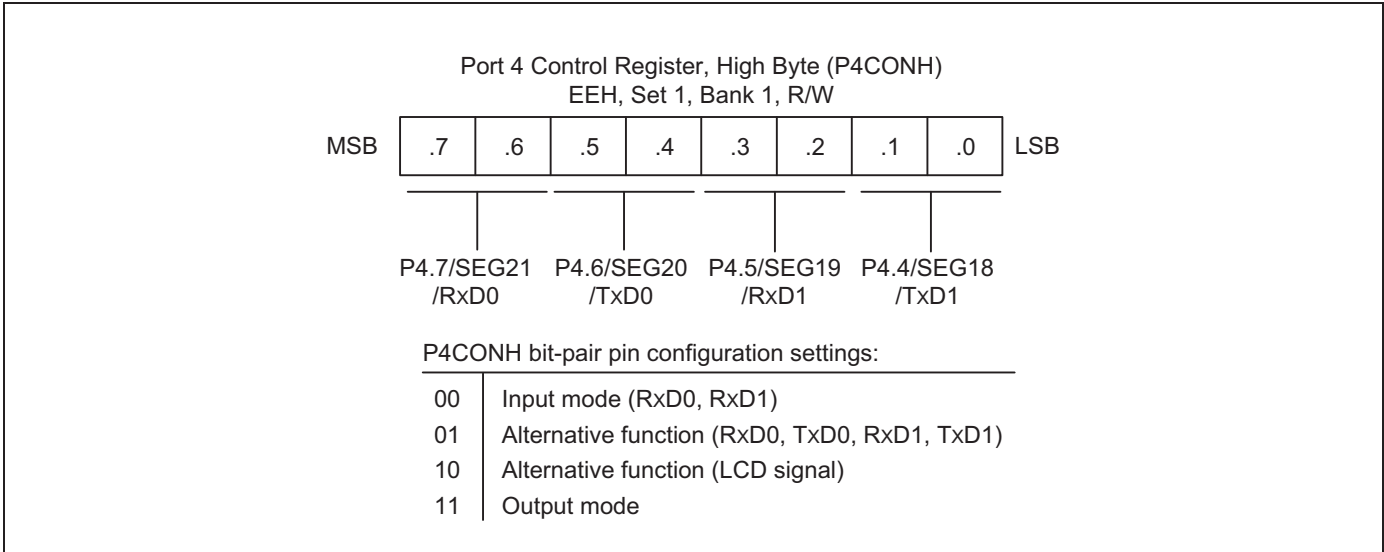 Port 4 Control Register, High Byte (P4CONH)
EEH, Set 1, Bank 1, R/W
MSB .7 .6 .5 .4 .3 .2 .1 .0 LSB
P4.7/SEG21 P4.6/SEG20 P4.5/SEG19 P4.4/SEG18
/RxD0 /TxD0 /RxD1 /TxD1
P4CONH bit-pair pin configuration settings:
00 Input mode (RxD0, RxD1)
01 Alternative function (RxD0, TxD0, RxD1, TxD1)
10 Alternative function (LCD signal)
11 Output mode